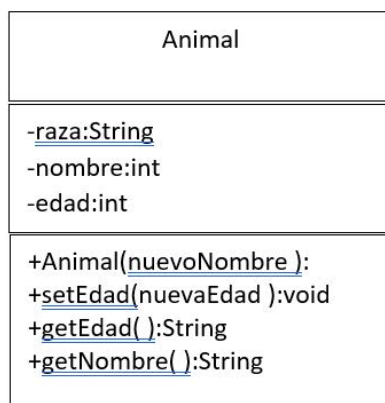 Animal
-raza:String
-nombre:int
-edad:int
+Animal(nuevoNombre ):
+setEdad(nuevaEdad ):void
+getEdad( ):String
+getNombre( ):String